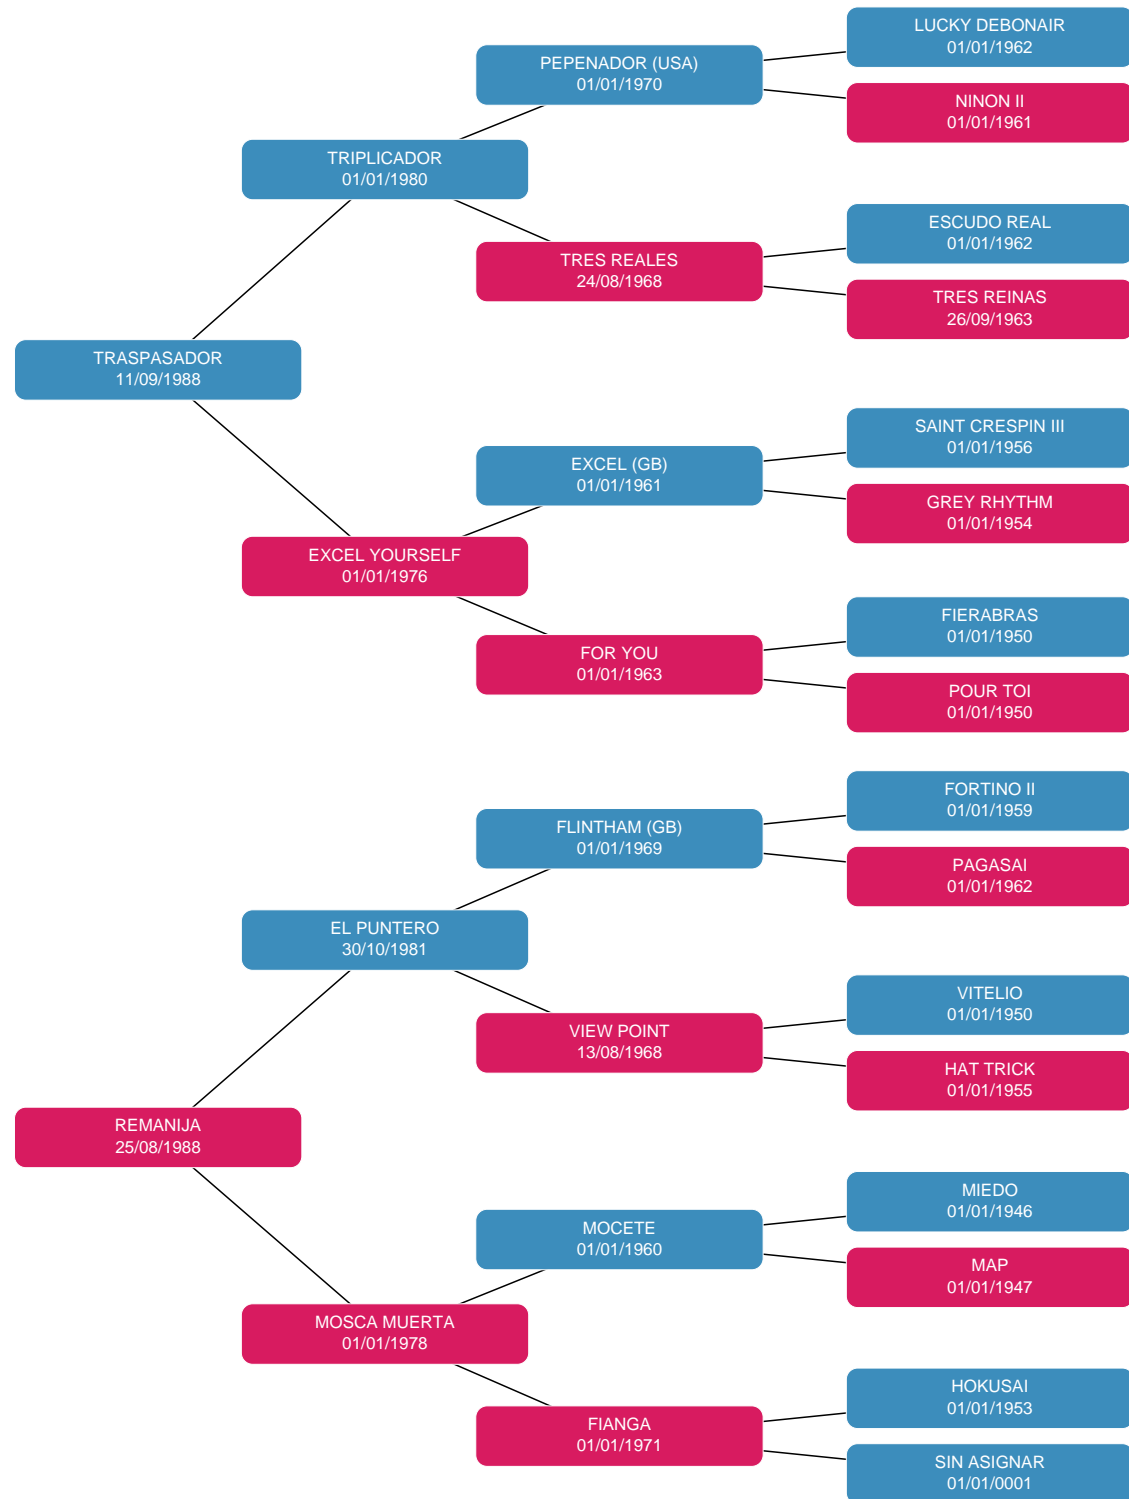 LUCKY DEBONAIR
01/01/1962
PEPENADOR (USA)
01/01/1970
NINON II
01/01/1961
TRIPLICADOR
01/01/1980
ESCUDO REAL
01/01/1962
TRES REALES
24/08/1968
TRES REINAS
26/09/1963
TRASPASADOR
11/09/1988
SAINT CRESPIN III
01/01/1956
EXCEL (GB)
01/01/1961
GREY RHYTHM
01/01/1954
EXCEL YOURSELF
01/01/1976
FIERABRAS
01/01/1950
FOR YOU
01/01/1963
POUR TOI
01/01/1950
FORTINO II
01/01/1959
FLINTHAM (GB)
01/01/1969
PAGASAI
01/01/1962
EL PUNTERO
30/10/1981
VITELIO
01/01/1950
VIEW POINT
13/08/1968
HAT TRICK
01/01/1955
REMANIJA
25/08/1988
MIEDO
01/01/1946
MOCETE
01/01/1960
MAP
01/01/1947
MOSCA MUERTA
01/01/1978
HOKUSAI
01/01/1953
FIANGA
01/01/1971
SIN ASIGNAR
01/01/0001